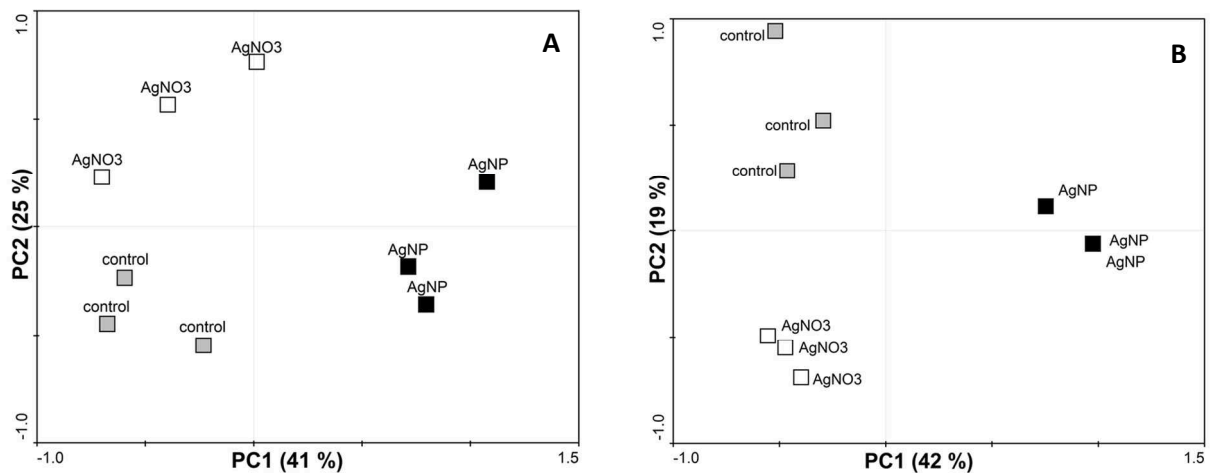 A
1.0
AgNO3
AgNO3
AgNO3
AgNP
AgNP
AgNP
control
control
control
PC2 (25 %)
-1.0
-1.0
PC1 (41 %)
1.5
B
1.0
control
control
control
AgNP
AgNP
AgNP
AgNO3
AgNO3
AgNO3
PC2 (19 %)
-1.0
-1.0
PC1 (42 %)
1.5